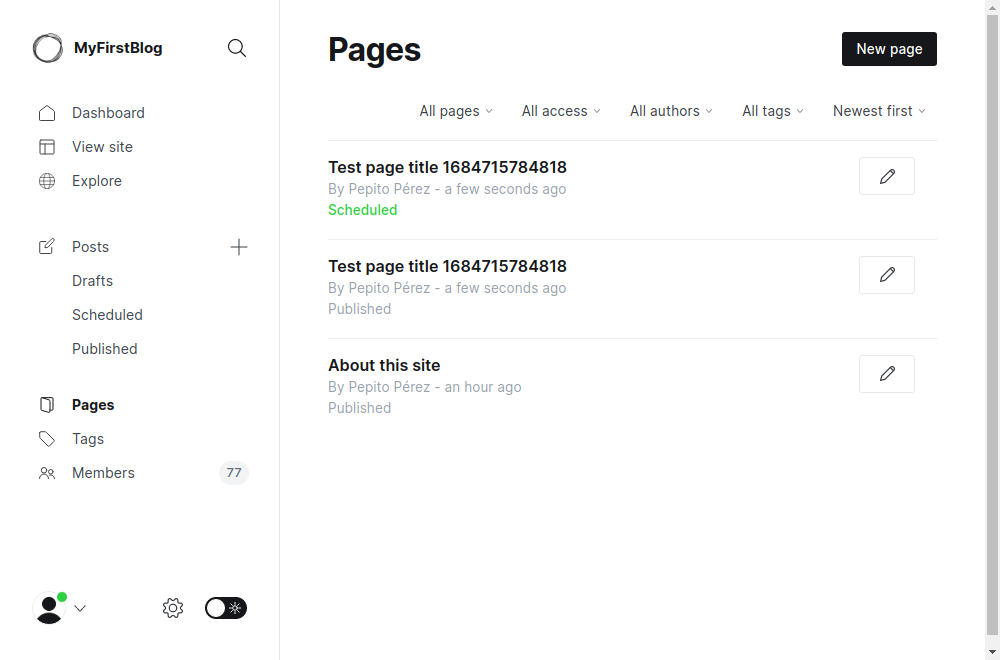 MyFirstBlog
Dashboard
View site
Explore
Posts
Drafts
Scheduled
Published
Pages
Tags
Members 77
Pages
New page
All pages All access All authors All tags Newest first
Test page title 1684715784818
By Pepito Pérez - a few seconds ago
Scheduled
Test page title 1684715784818
By Pepito Pérez - a few seconds ago
Published
About this site
By Pepito Pérez - an hour ago
Published